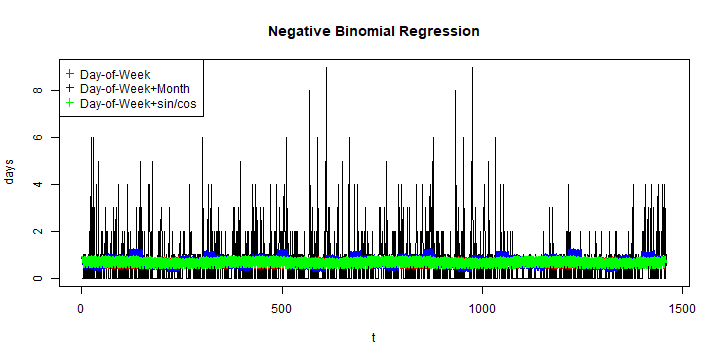 Negative Binomial Regression
+ Day-of-Week
+ Day-of-Week+Month
+ Day-of-Week+sin/cos
8
6
4
2
0
days
0 500 1000 1500
t